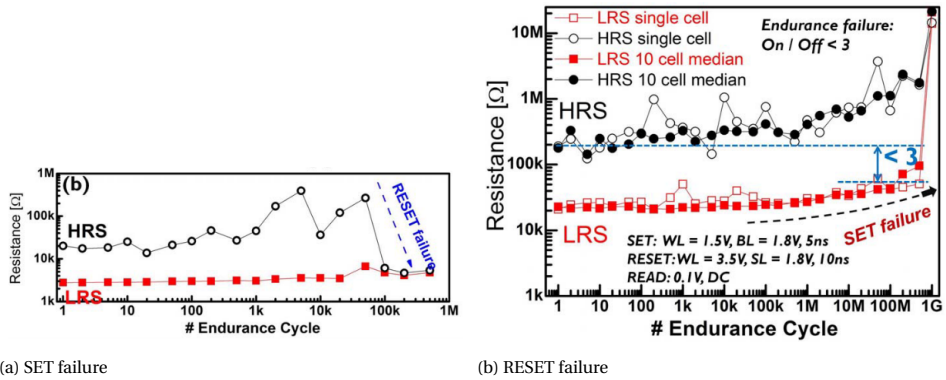 (b)
1M
100k
10k
1k
Resistance [Ω]
HRS
LRS
RESET failure
1 10 100 1k 10k 100k 1M
# Endurance Cycle
(a) SET failure
LRS single cell
HRS single cell
LRS 10 cell median
HRS 10 cell median
Endurance failure:
On / Off < 3
10M
1M
100k
10k
1k
Resistance [Ω]
HRS
< 3
LRS
SET failure
SET: WL = 1.5V, BL = 1.8V, 5ns
RESET: WL = 3.5V, SL = 1.8V, 10ns
READ: 0.1V, DC
1 10 100 1k 10k 100k 1M 10M 100M 1G
# Endurance Cycle
(b) RESET failure